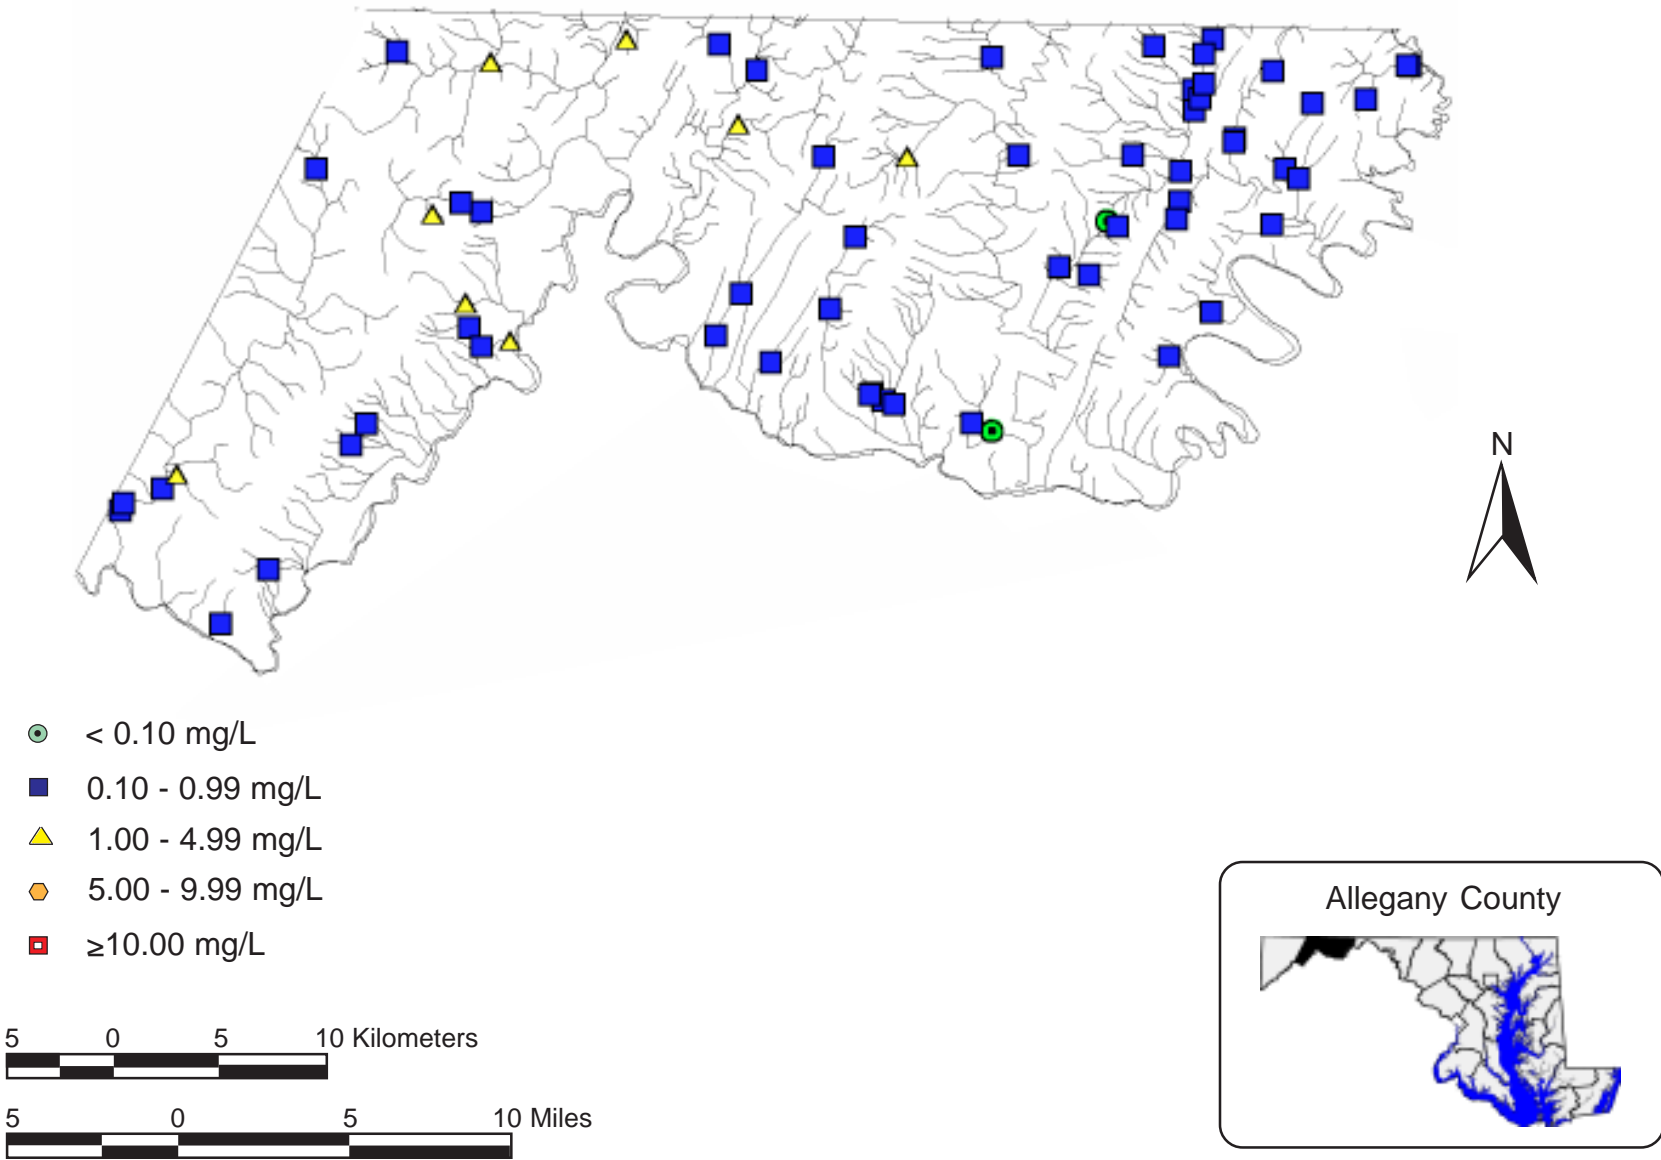 N
< 0.10 mg/L
0.10 - 0.99 mg/L
1.00 - 4.99 mg/L
5.00 - 9.99 mg/L
≥10.00 mg/L
Allegany County
5 0 5 10 Kilometers
5 0 5 10 Miles